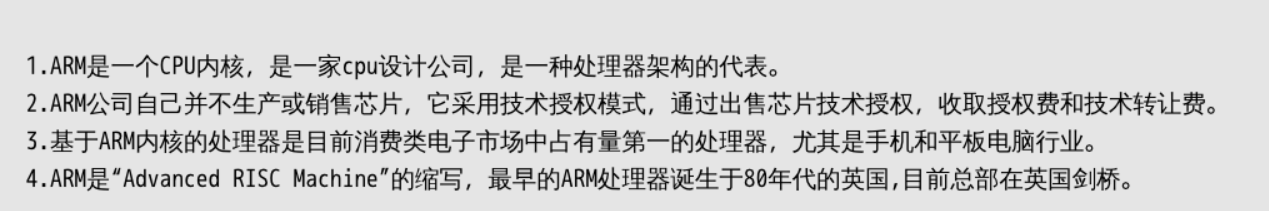 1.ARM是一个CPU内核，是一家cpu设计公司，是一种处理器架构的代表。
2.ARM公司自己并不生产或销售芯片，它采用技术授权模式，通过出售芯片技术授权，收取授权费和技术转让费。
3.基于ARM内核的处理器是目前消费类电子市场中占有量第一的处理器，尤其是手机和平板电脑行业。
4.ARM是“Advanced RISC Machine”的缩写，最早的ARM处理器诞生于80年代的英国,目前总部在英国剑桥。